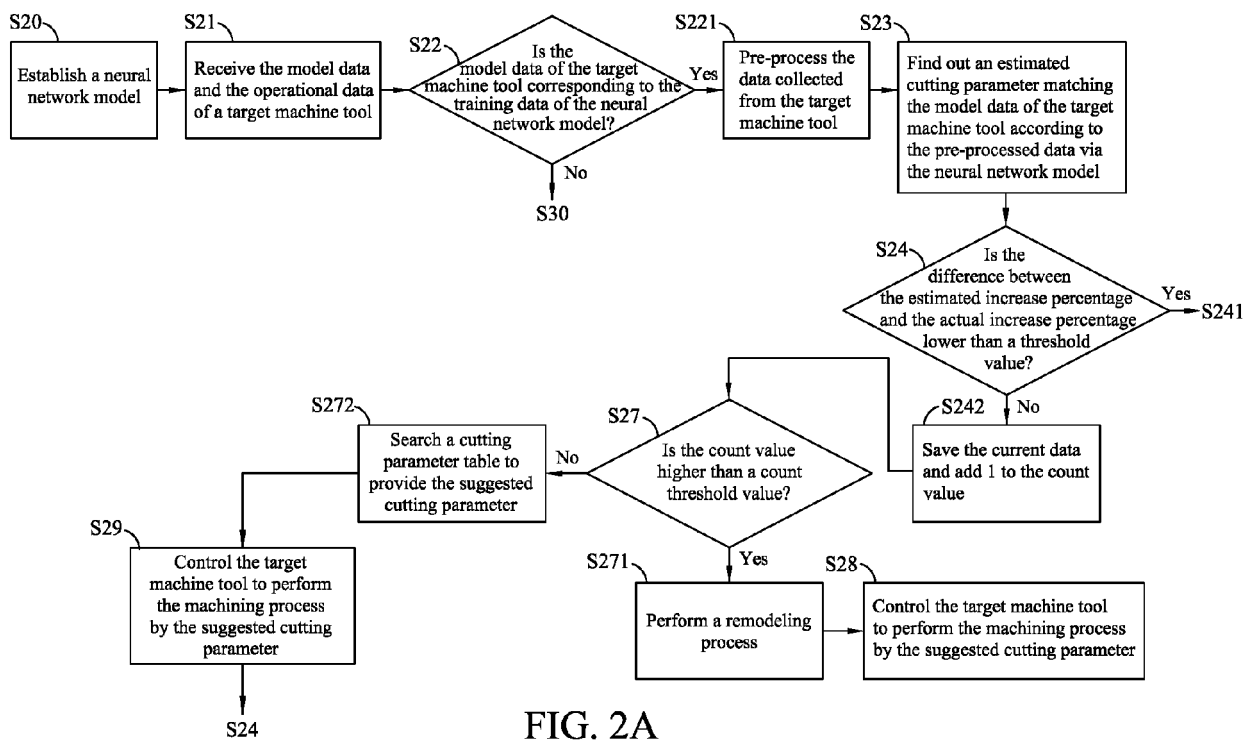 S20
Establish a neural
network model
S21
Receive the model data
and the operational data
of a target machine tool
S22
Is the
model data of the target
machine tool corresponding to the
training data of the neural
network model?
Yes
No
S30
S221
Pre-process the
data collected
from the target
machine tool
S23
Find out an estimated
cutting parameter matching
the model data of the target
machine tool according to
the pre-processed data via
the neural network model
S24
Is the
difference between
the estimated increase percentage
and the actual increase percentage
lower than a threshold
value?
Yes
S241
No
S242
Save the current data
and add 1 to the count
value
S27
Is the count value
higher than a count
threshold value?
No
Yes
S272
Search a cutting
parameter table to
provide the suggested
cutting parameter
S29
Control the target
machine tool to perform
the machining process
by the suggested cutting
parameter
S24
S271
Perform a remodeling
process
S28
Control the target machine tool
to perform the machining process
by the suggested cutting parameter
FIG. 2A